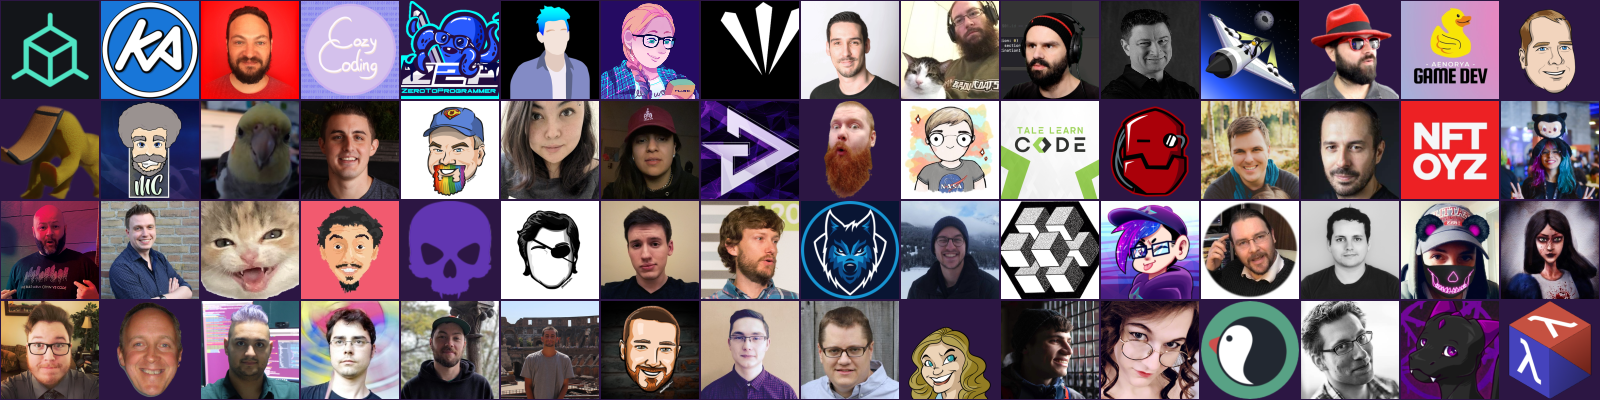 KA
Cozy
Coding
ZEROTOPROGRAMMER
- AENORYA -
GAME DEV
MC
NASA
TALE LEARN
CODE
NFT
OYZ
λ
λ